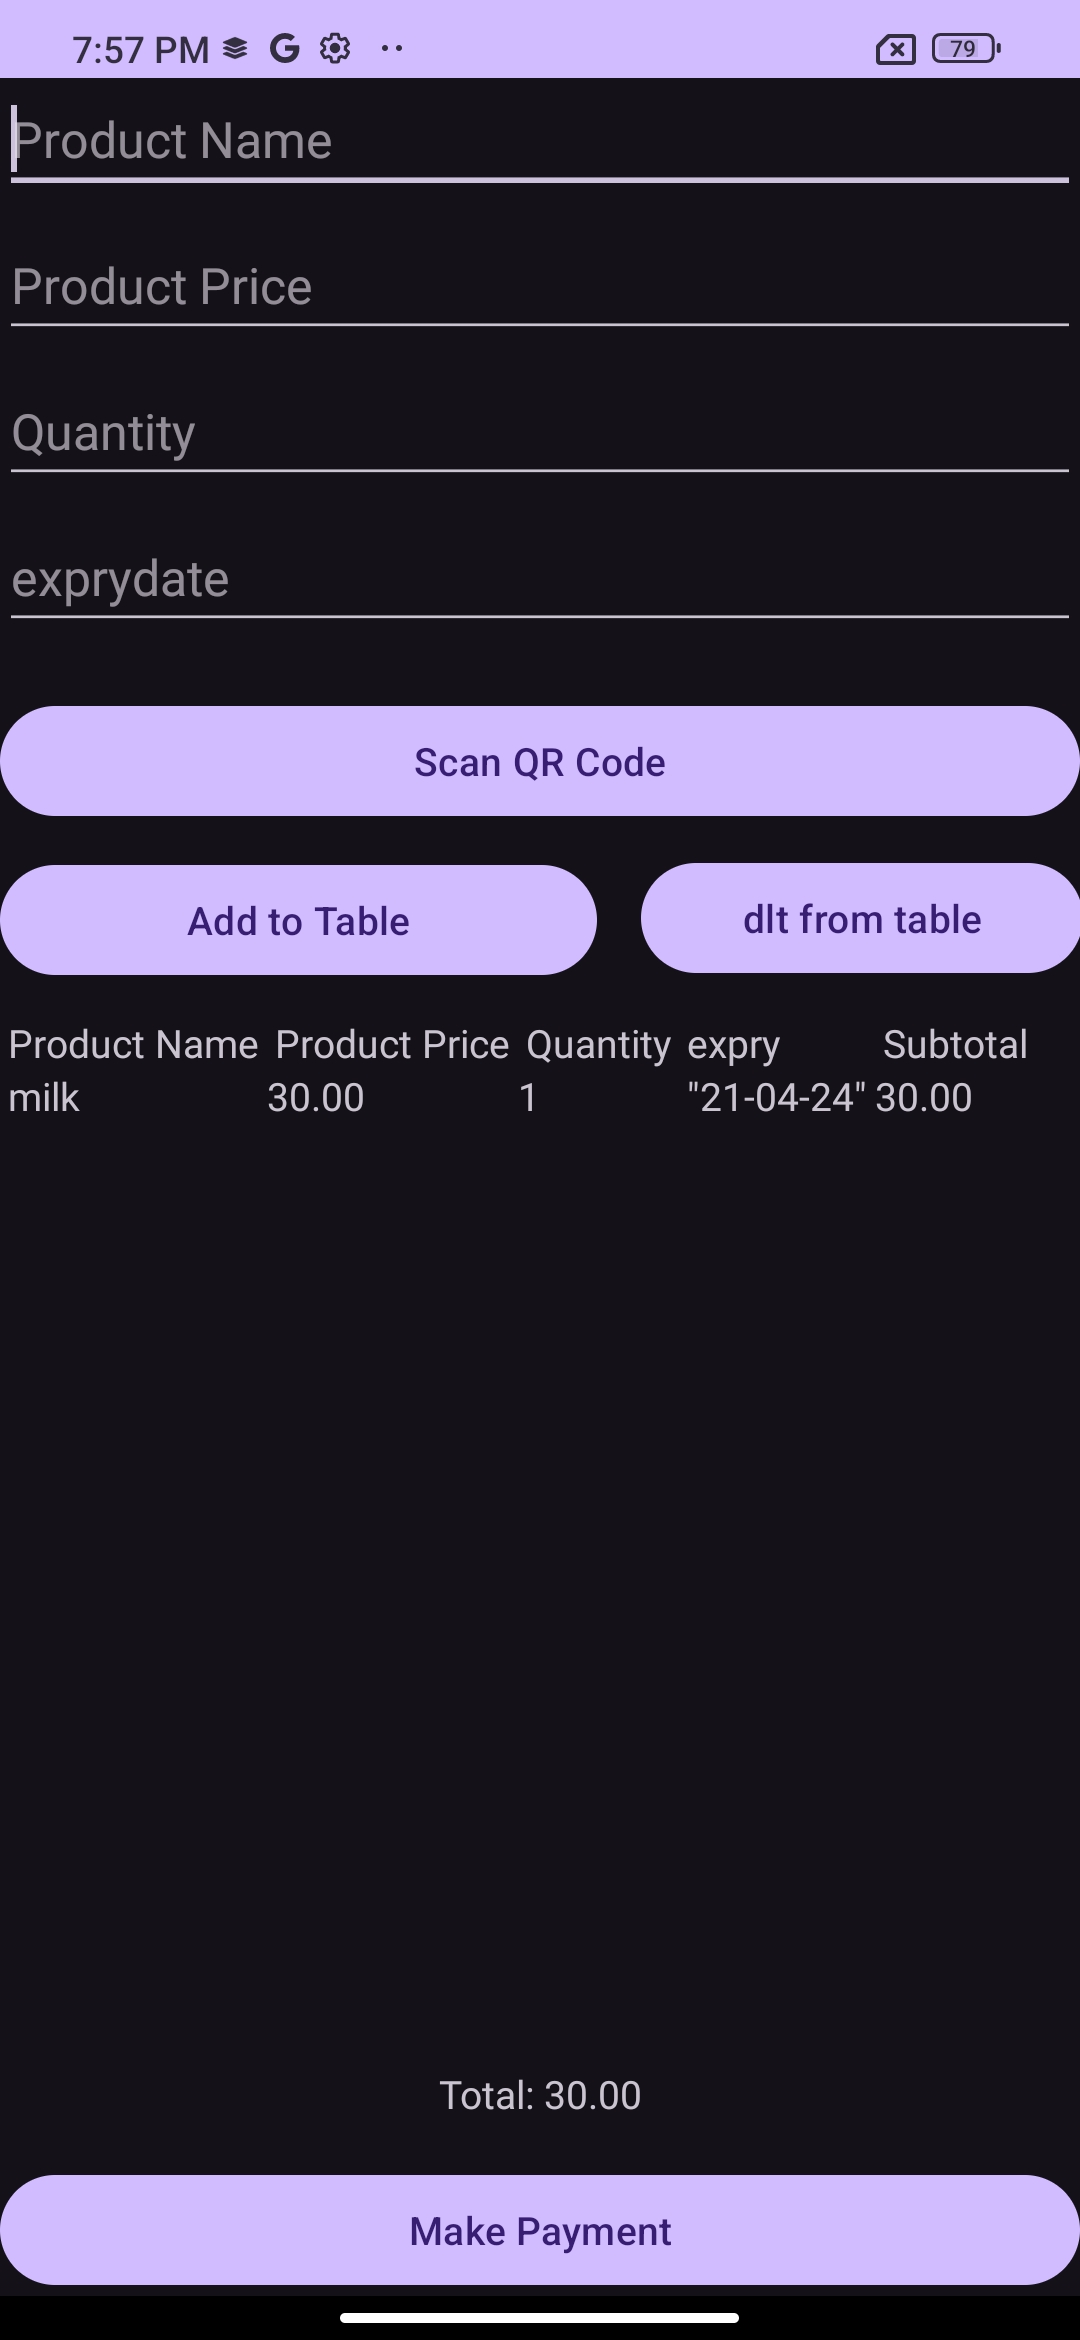 7:57 PM G 79
Product Name
Product Price
Quantity
exprydate
Scan QR Code
Add to Table dlt from table
Product Name Product Price Quantity expry Subtotal
milk 30.00 1 "21-04-24" 30.00
Total: 30.00
Make Payment